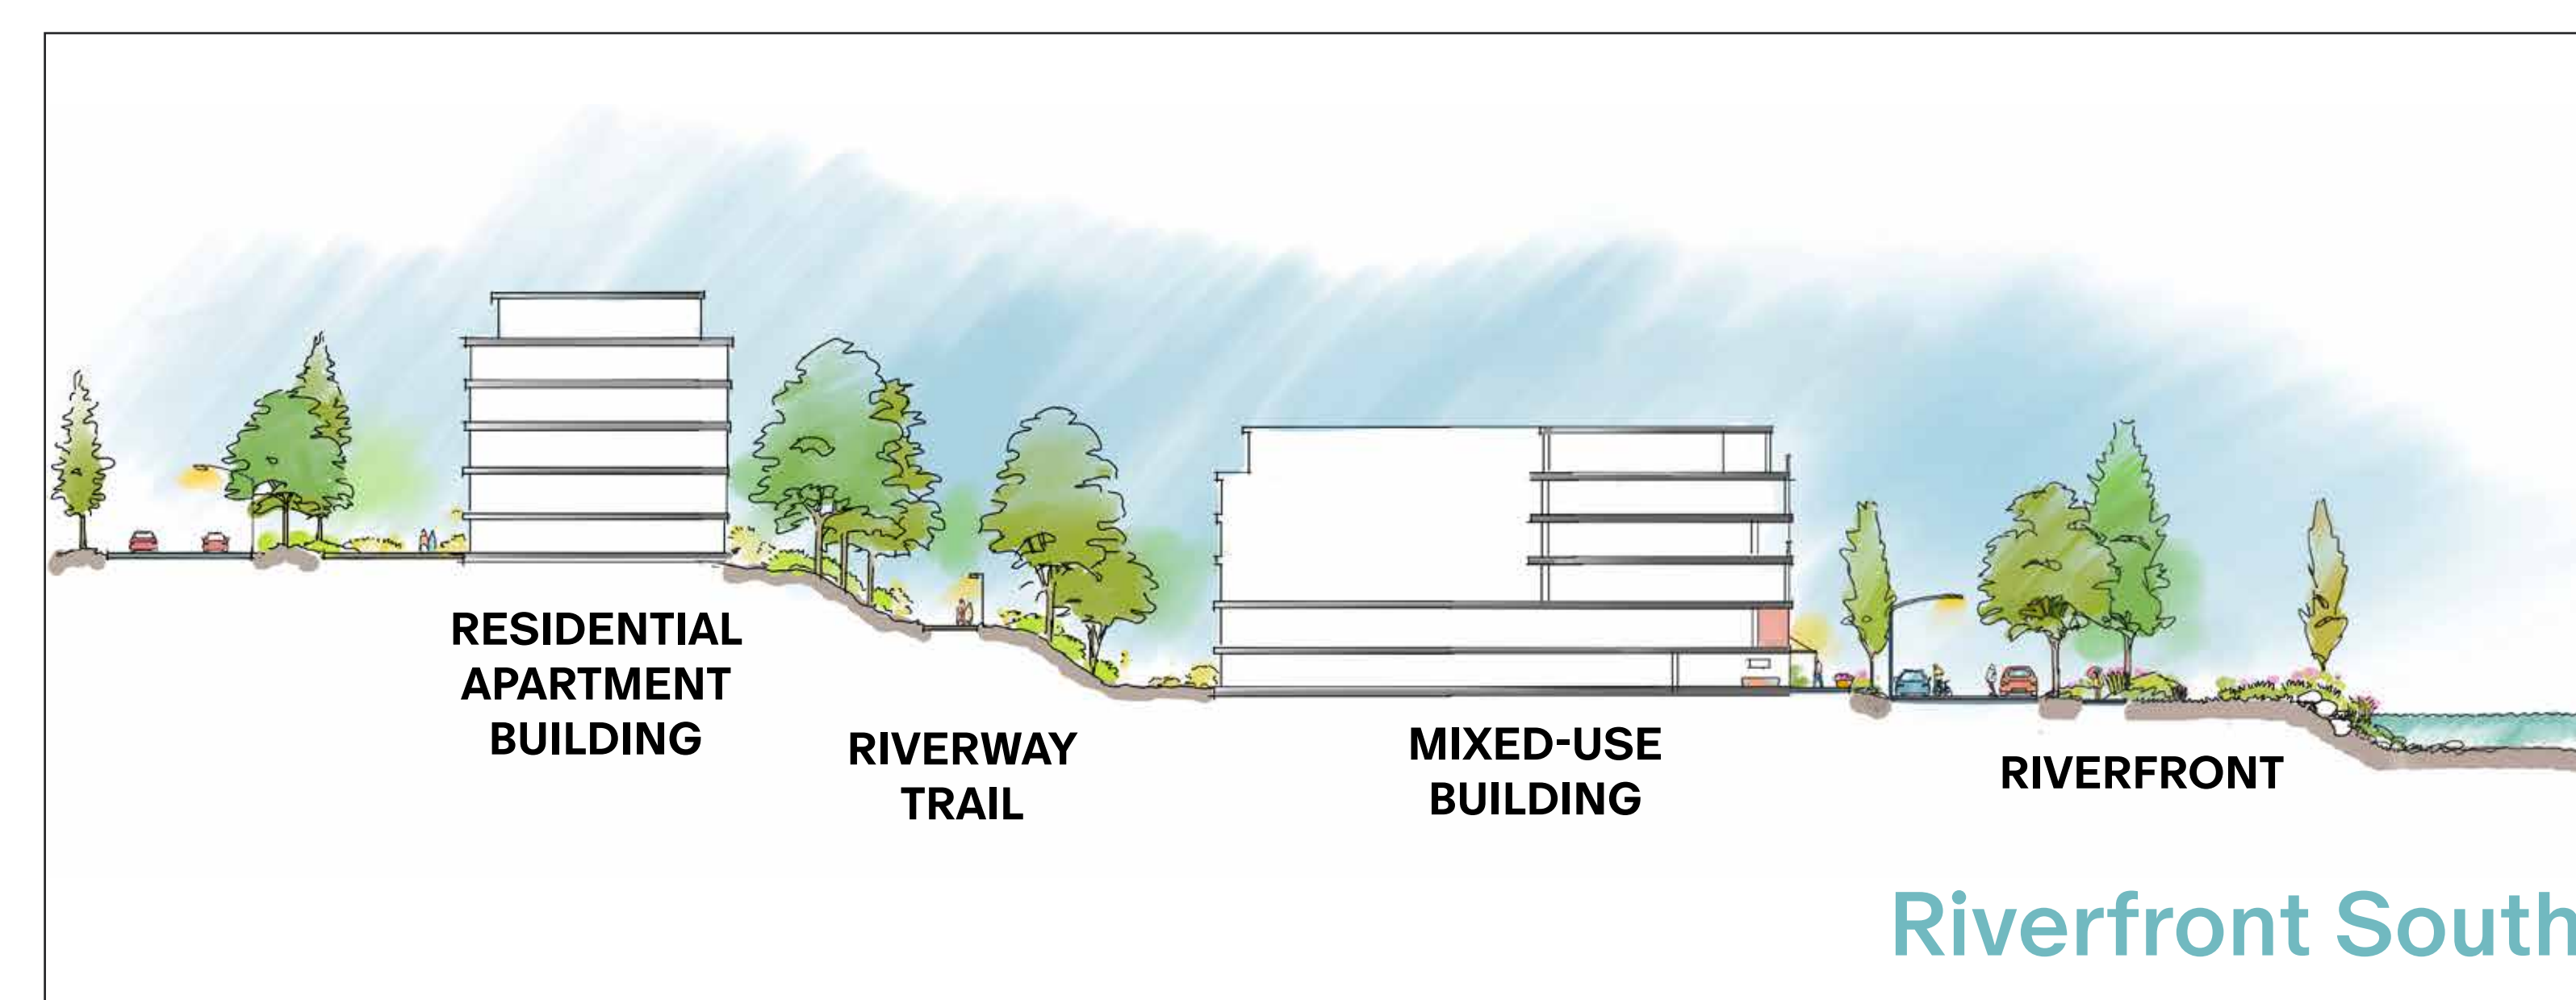 RESIDENTIAL
APARTMENT
BUILDING
RIVERWAY
TRAIL
MIXED-USE
BUILDING
RIVERFRONT
Riverfront South